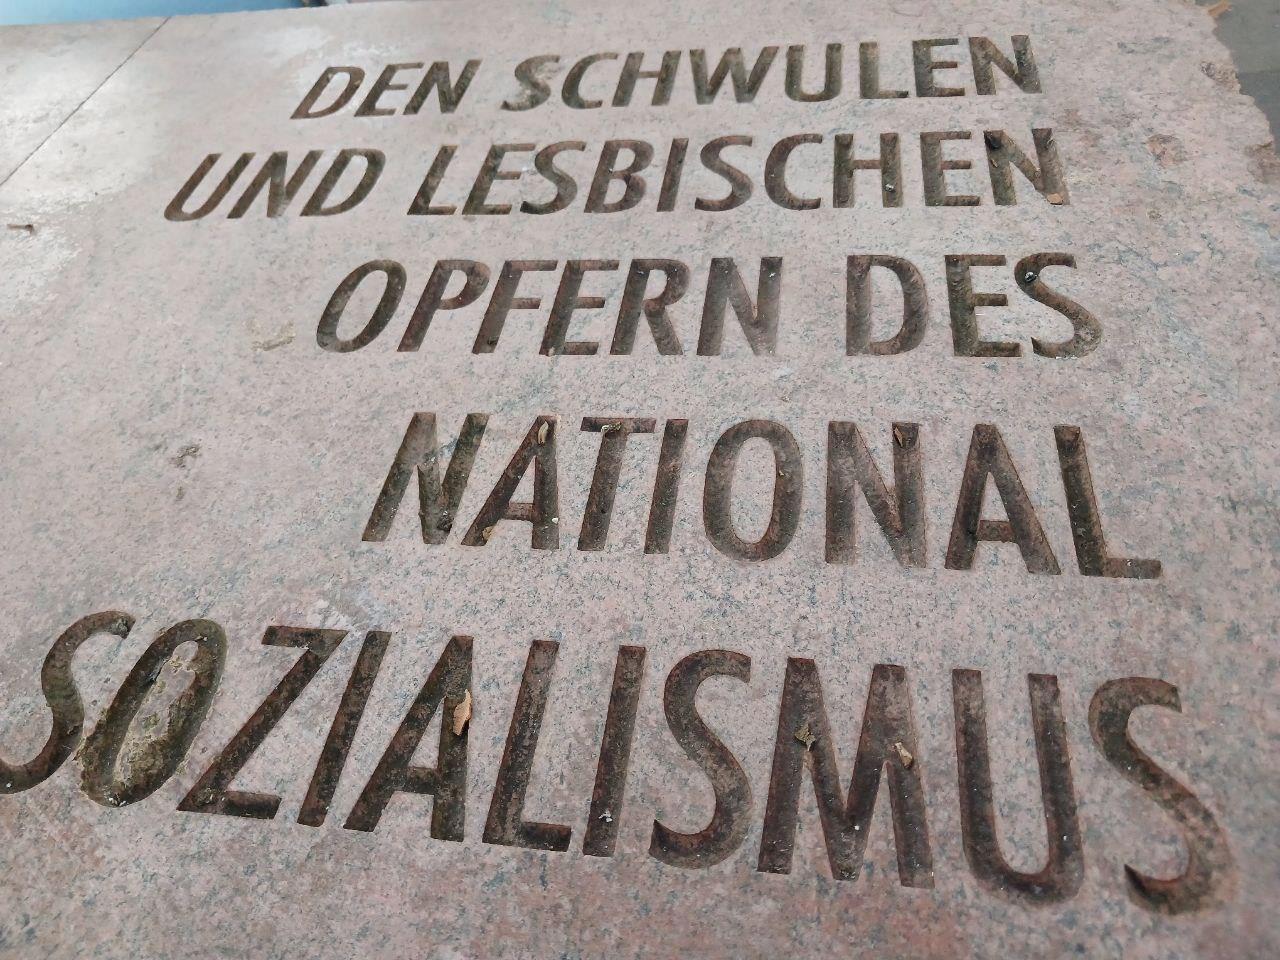 DEN SCHWULEN
UND LESBISCHEN
OPFERN DES
NATIONAL
SOZIALISMUS